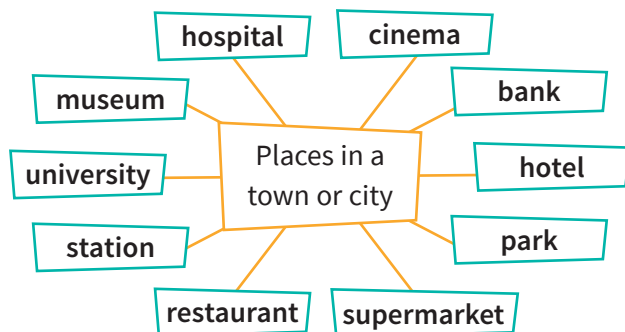 hospital
cinema
museum
bank
Places in a
town or city
university
hotel
station
park
restaurant
supermarket